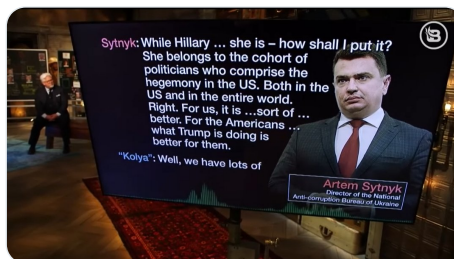 Sytnyk: While Hillary ... she is – how shall I put it?
She belongs to the cohort of
politicians who comprise the
hegemony in the US. Both in the
US and in the entire world.
Right. For us, it is ...sort of ...
better. For the Americans ...
what Trump is doing is
better for them.
"Kolya": Well, we have lots of
Artem Sytnyk
Director of the National
Anti-corruption Bureau of Ukraine
B